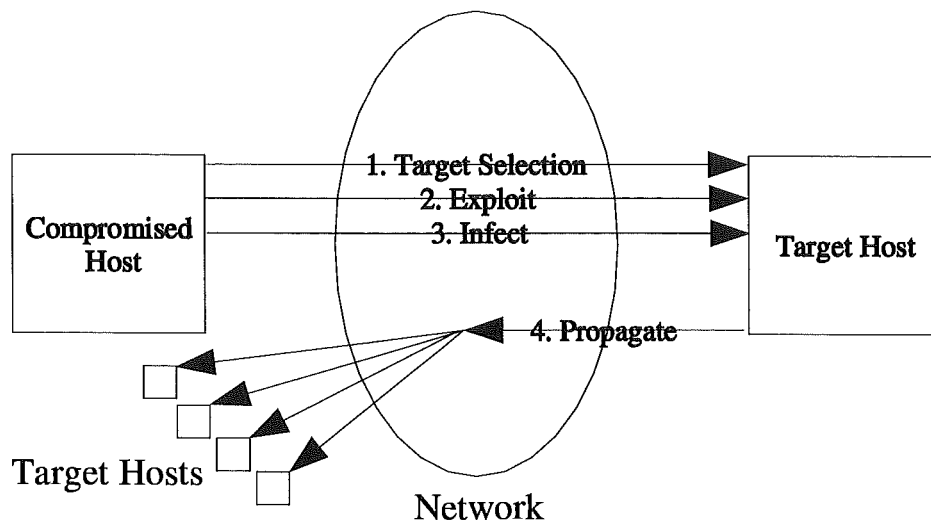 1. Target Selection
2. Exploit
3. Infect
Compromised
Host
Target Host
4. Propagate
Target Hosts
Network